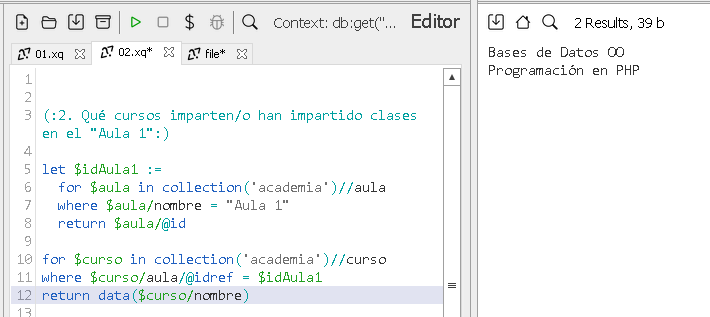 Context: db:get("...
Editor
2 Results, 39 b
01.xq
02.xq*
file*
Bases de Datos OO
Programación en PHP
1
2
3 (:2. Qué cursos imparten/o han impartido clases
en el "Aula 1":)
4
5 let $idAula1 :=
6 for $aula in collection('academia')//aula
7 where $aula/nombre = "Aula 1"
8 return $aula/@id
9
10 for $curso in collection('academia')//curso
11 where $curso/aula/@idref = $idAula1
12 return data($curso/nombre)
13